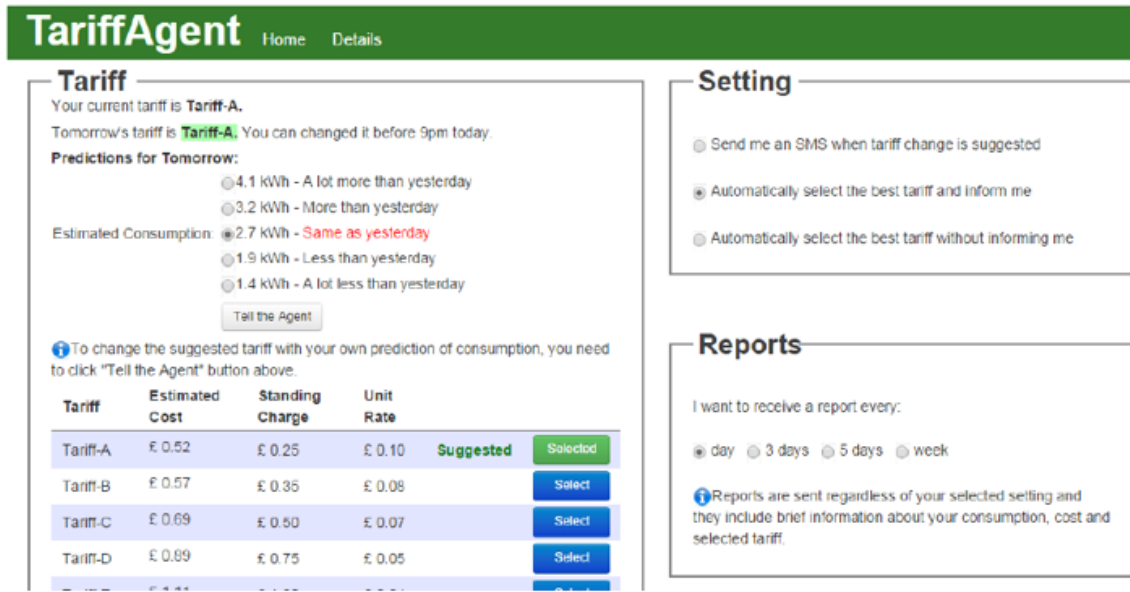 TariffAgent Home Details
Tariff
Your current tariff is Tariff-A.
Tomorrow's tariff is Tariff-A. You can changed it before 9pm today.
Predictions for Tomorrow:
4.1 kWh - A lot more than yesterday
3.2 kWh - More than yesterday
Estimated Consumption: 2.7 kWh - Same as yesterday
1.9 kWh - Less than yesterday
1.4 kWh - A lot less than yesterday
Tell the Agent
To change the suggested tariff with your own prediction of consumption, you need
to click "Tell the Agent" button above.
Tariff Estimated Cost Standing Charge Unit Rate
Tariff-A £ 0.52 £ 0.25 £ 0.10 Suggested Selected
Tariff-B £ 0.57 £ 0.35 £ 0.08 Select
Tariff-C £ 0.69 £ 0.50 £ 0.07 Select
Tariff-D £ 0.89 £ 0.75 £ 0.05 Select
Setting
Send me an SMS when tariff change is suggested
Automatically select the best tariff and inform me
Automatically select the best tariff without informing me
Reports
I want to receive a report every:
day 3 days 5 days week
Reports are sent regardless of your selected setting and
they include brief information about your consumption, cost and
selected tariff.